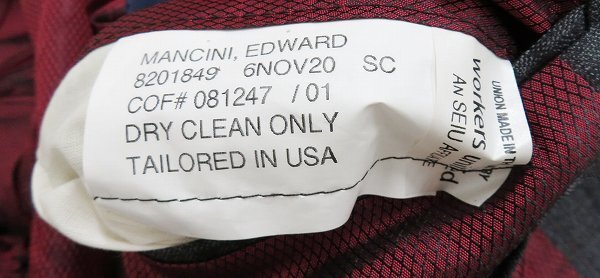 MANCINI, EDWARD
8201849 6NOV20 SC
COF# 081247 /01
DRY CLEAN ONLY
TAILORED IN USA
UNION MADE IN
workers
AN SEIU